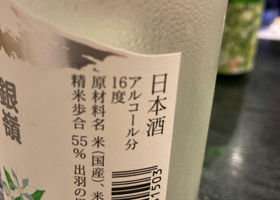 日本酒
アルコール分
16度
原材料名 米(国産)、米
精米歩合 55% 出羽の
銀嶺
1503